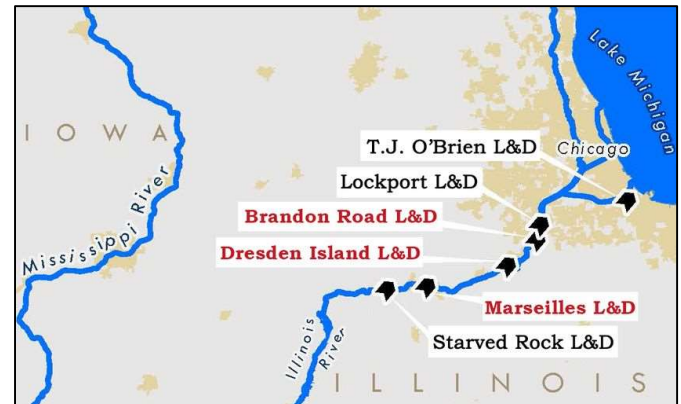 Lake Michigan
IOWA
T.J. O'Brien L&D
Chicago
Lockport L&D
Brandon Road L&D
Mississippi River
Dresden Island L&D
Marseilles L&D
Illinois
River
Starved Rock L&D
ILLINOIS